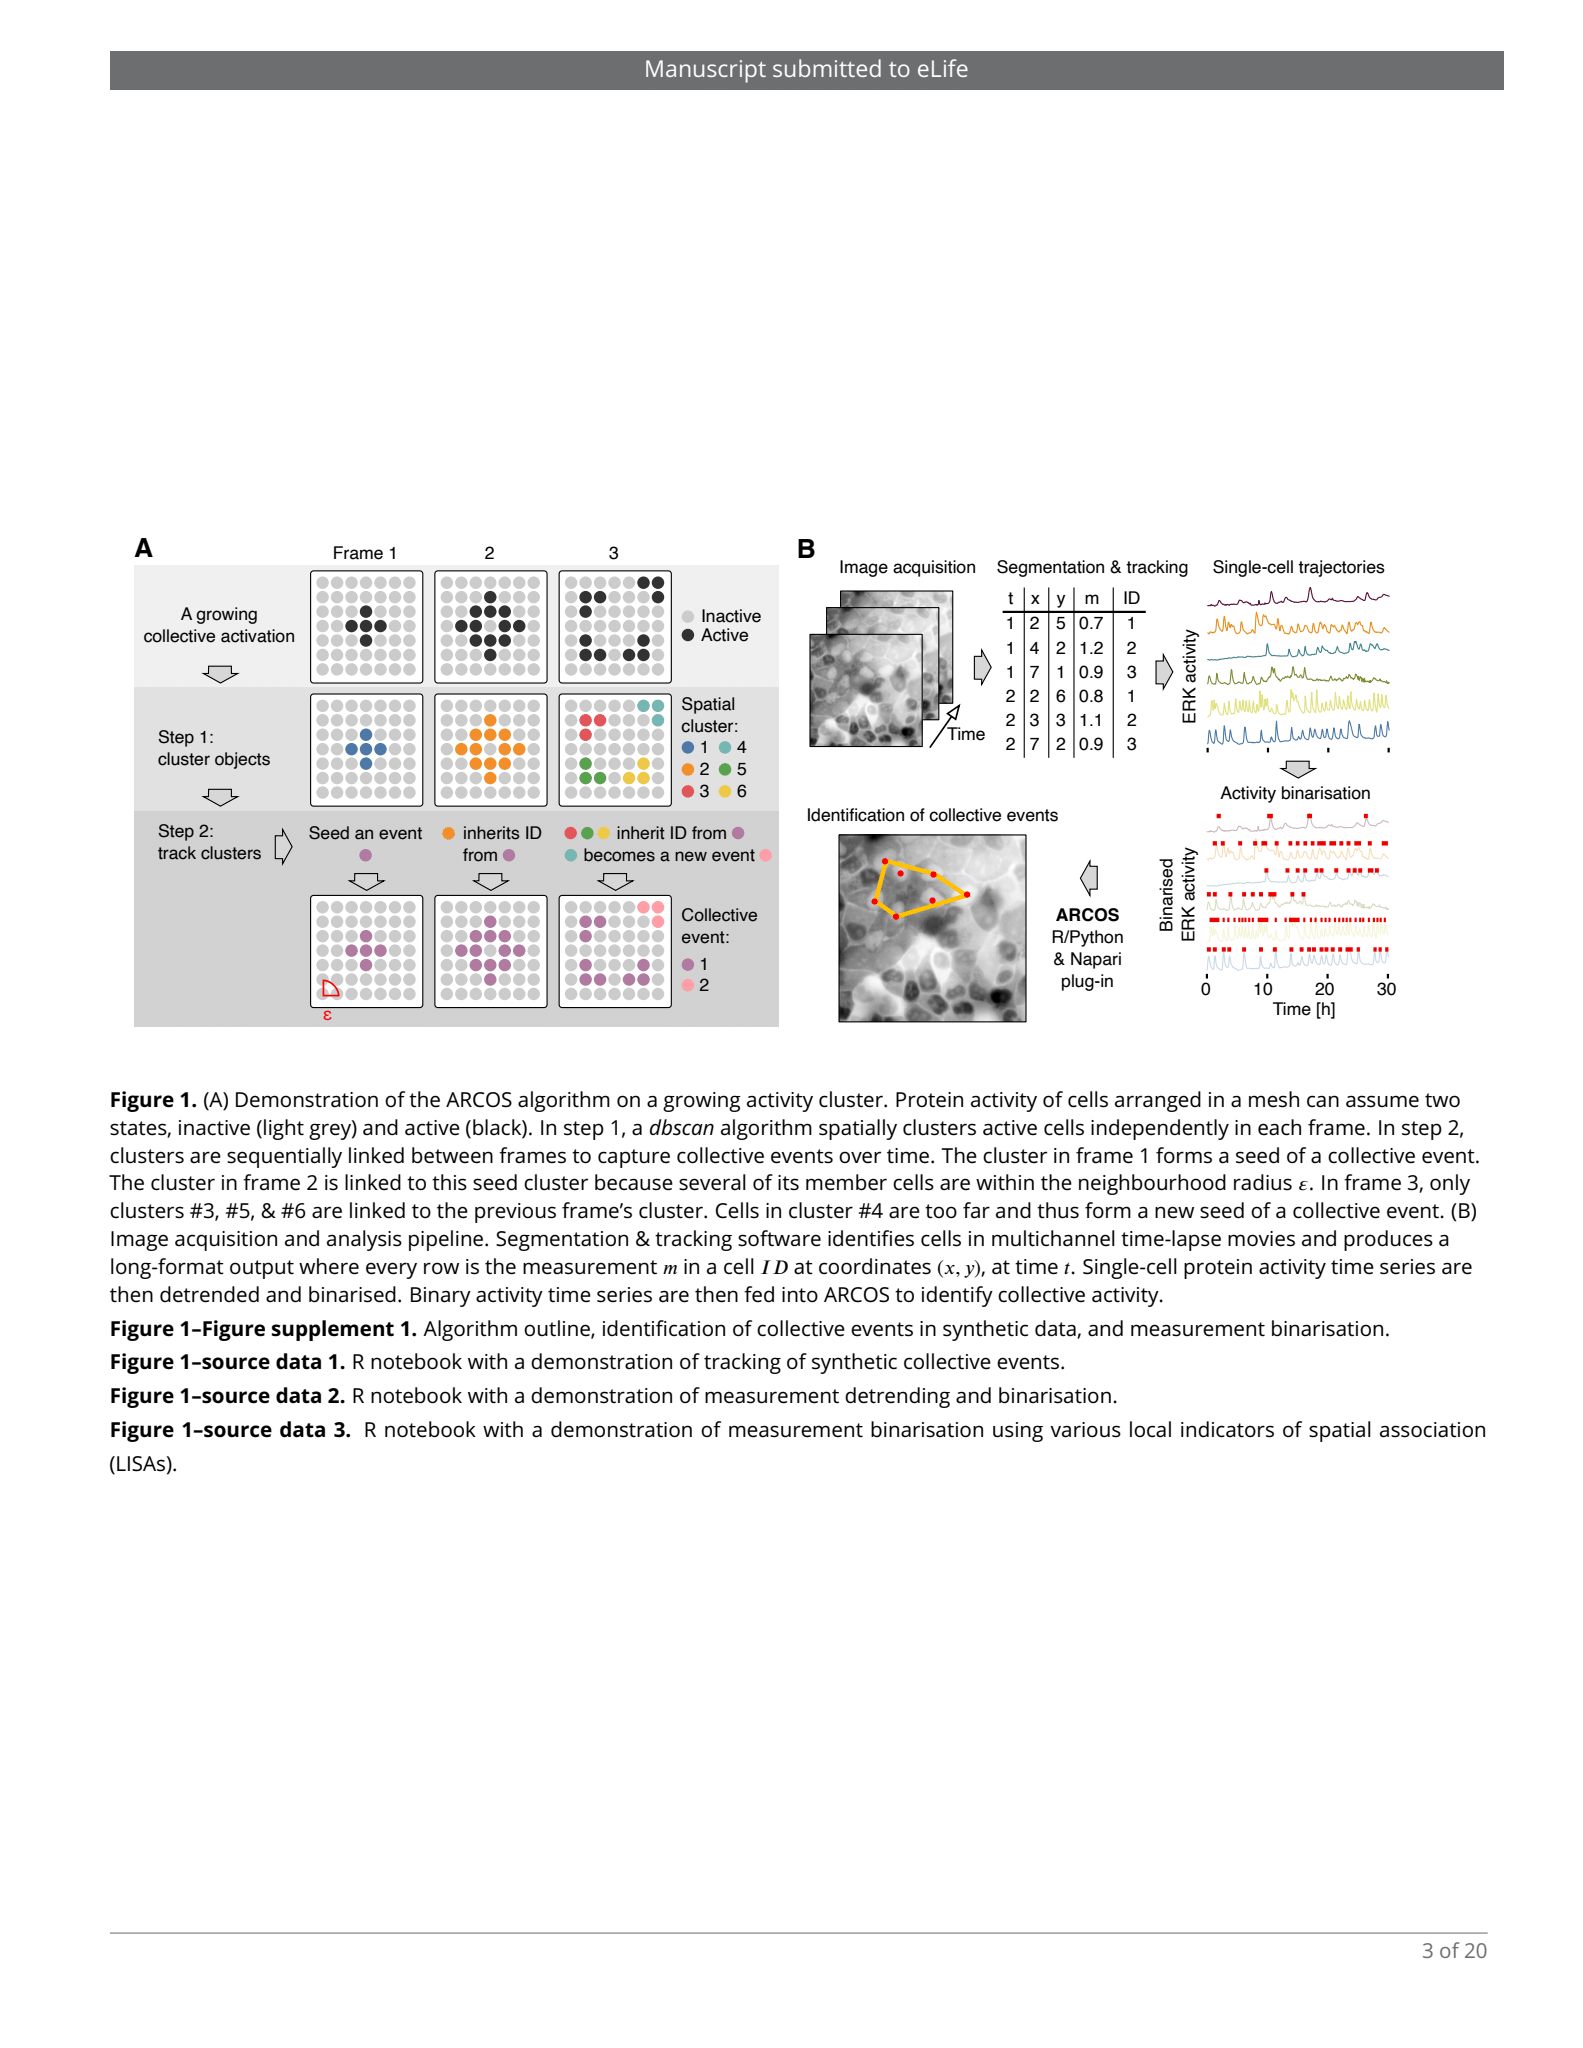 Manuscript submitted to eLife
A
Frame 1
2
3
A growing
collective activation
Inactive
Active
Step 1:
cluster objects
Spatial
cluster:
1 4
2 5
3 6
Step 2:
track clusters
Seed an event
inherits ID
from
inherit ID from
becomes a new event
Collective
event:
1
2
ε
B
Image acquisition
Segmentation & tracking
Single-cell trajectories
Time
t x y m ID
1 2 5 0.7 1
1 4 2 1.2 2
1 7 1 0.9 3
2 2 6 0.8 1
2 3 3 1.1 2
2 7 2 0.9 3
ERK activity
Activity binarisation
Binarised
ERK activity
0 10 20 30
Time [h]
ARCOS
R/Python
& Napari
plug-in
Identification of collective events
Figure 1. (A) Demonstration of the ARCOS algorithm on a growing activity cluster. Protein activity of cells arranged in a mesh can assume two
states, inactive (light grey) and active (black). In step 1, a dbscan algorithm spatially clusters active cells independently in each frame. In step 2,
clusters are sequentially linked between frames to capture collective events over time. The cluster in frame 1 forms a seed of a collective event.
The cluster in frame 2 is linked to this seed cluster because several of its member cells are within the neighbourhood radius ε. In frame 3, only
clusters #3, #5, & #6 are linked to the previous frame's cluster. Cells in cluster #4 are too far and thus form a new seed of a collective event. (B)
Image acquisition and analysis pipeline. Segmentation & tracking software identifies cells in multichannel time-lapse movies and produces a
long-format output where every row is the measurement m in a cell ID at coordinates (x, y), at time t. Single-cell protein activity time series are
then detrended and binarised. Binary activity time series are then fed into ARCOS to identify collective activity.
Figure 1–Figure supplement 1. Algorithm outline, identification of collective events in synthetic data, and measurement binarisation.
Figure 1–source data 1. R notebook with a demonstration of tracking of synthetic collective events.
Figure 1–source data 2. R notebook with a demonstration of measurement detrending and binarisation.
Figure 1–source data 3. R notebook with a demonstration of measurement binarisation using various local indicators of spatial association
(LISAs).
3 of 20